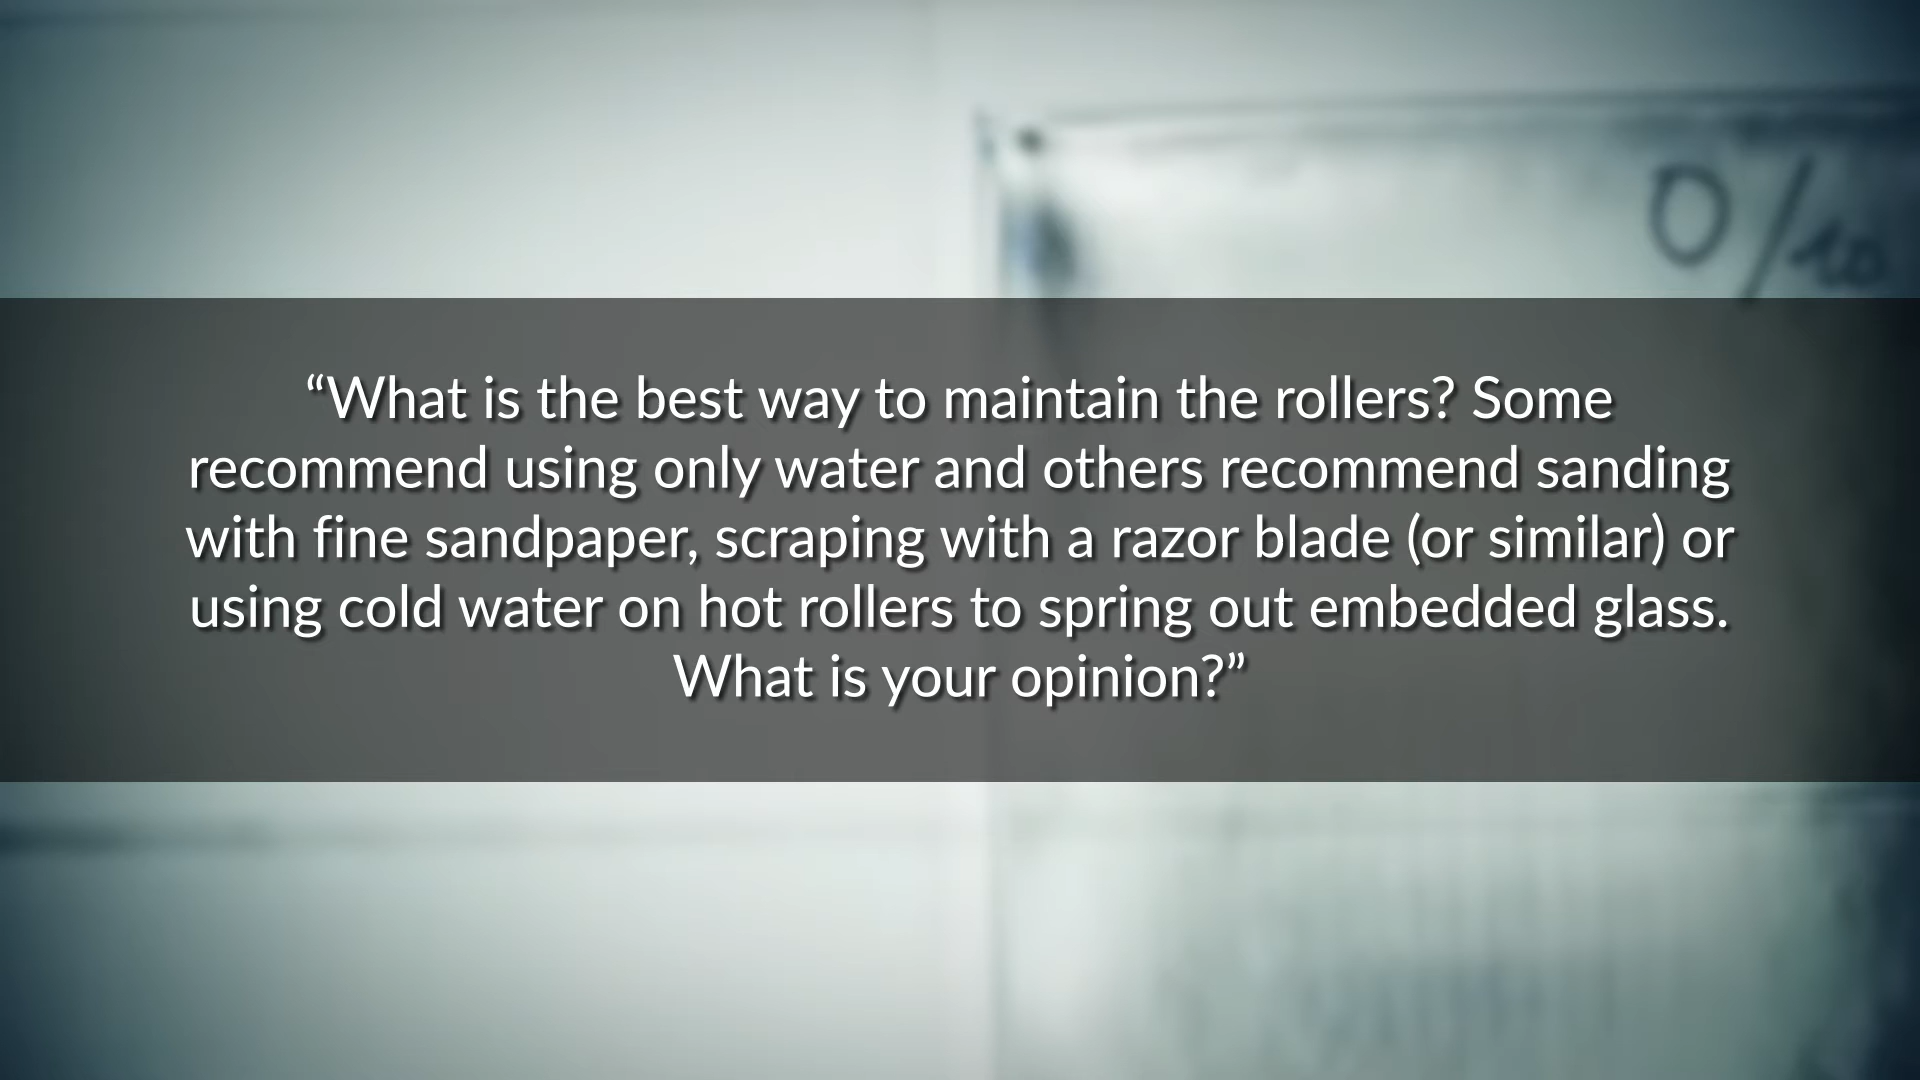 0/10
“What is the best way to maintain the rollers? Some
recommend using only water and others recommend sanding
with fine sandpaper, scraping with a razor blade (or similar) or
using cold water on hot rollers to spring out embedded glass.
What is your opinion?”